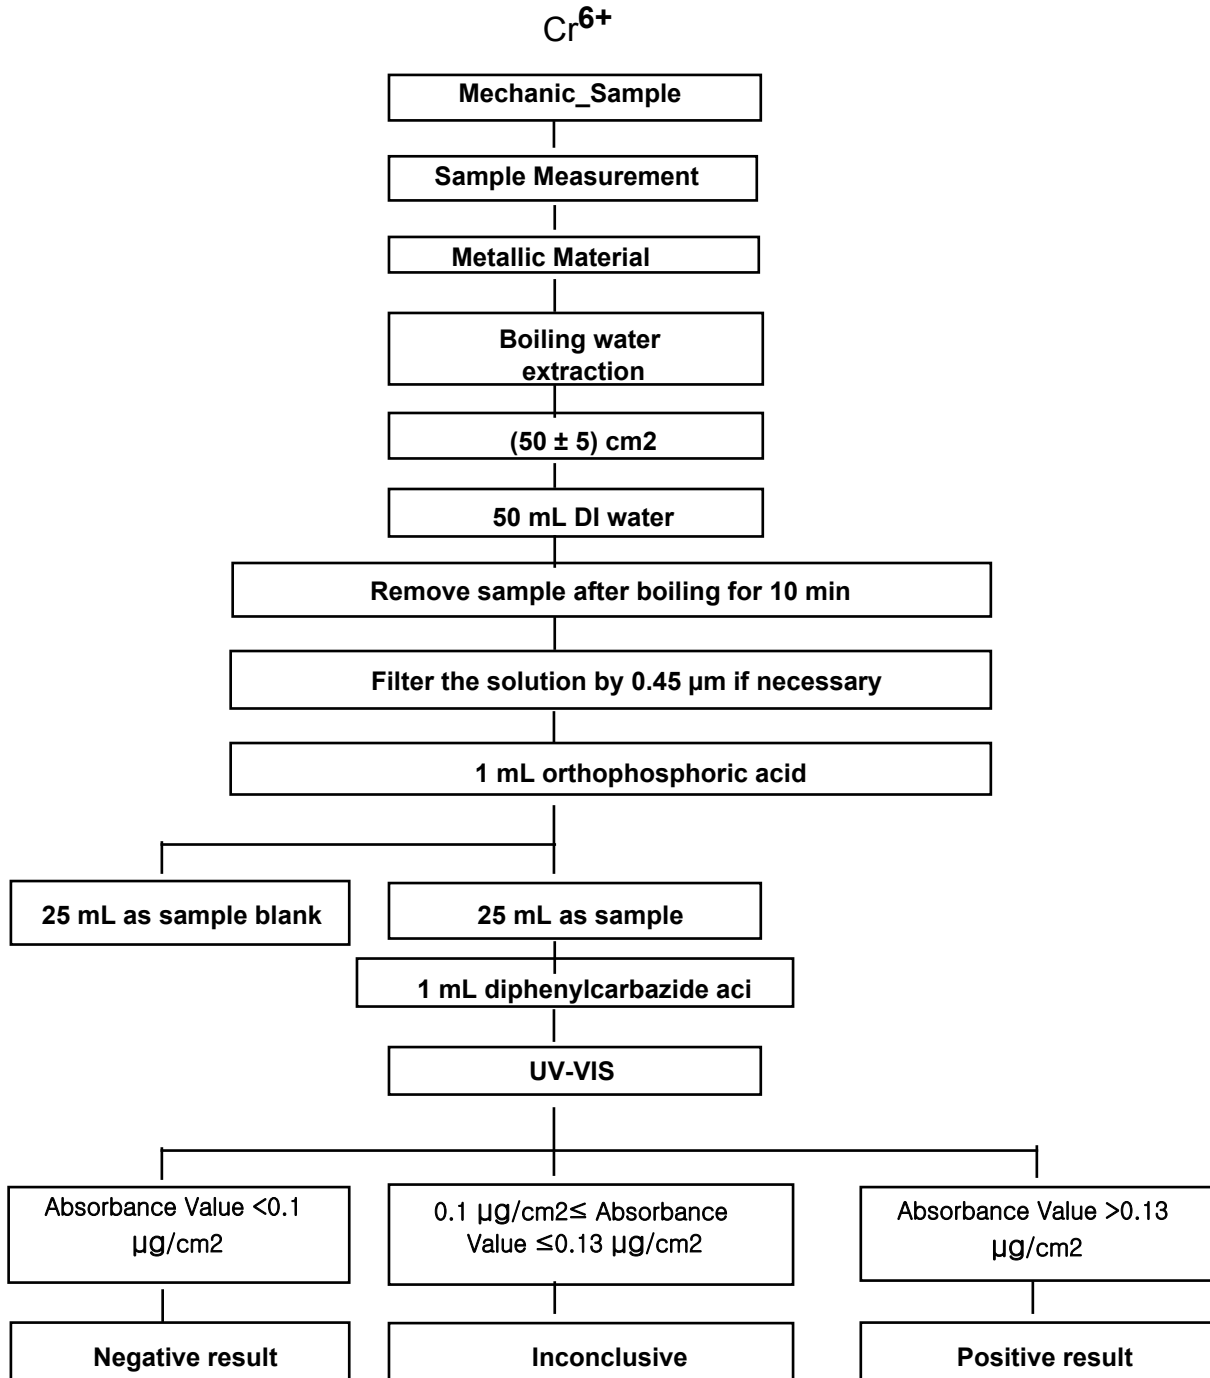 Cr6+
Mechanic_Sample
Sample Measurement
Metallic Material
Boiling water
extraction
(50 ± 5) cm2
50 mL DI water
Remove sample after boiling for 10 min
Filter the solution by 0.45 µm if necessary
1 mL orthophosphoric acid
25 mL as sample blank
25 mL as sample
1 mL diphenylcarbazide aci
UV-VIS
Absorbance Value <0.1
µg/cm2
0.1 µg/cm2≤ Absorbance
Value ≤0.13 µg/cm2
Absorbance Value >0.13
µg/cm2
Negative result
Inconclusive
Positive result